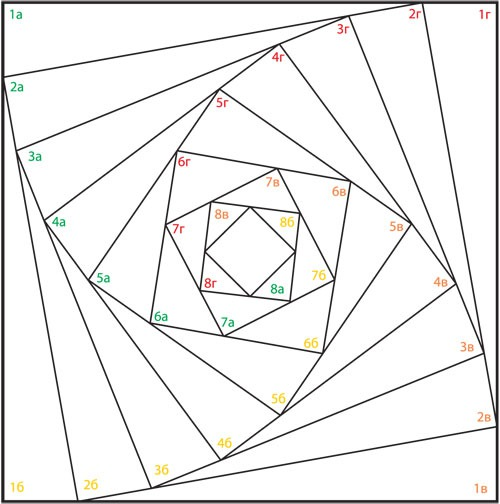 1а 2г 1г
3г
4г
2а
5г
3а
6г 7в 6в
8в 8б
4а 7г 5в
5а 8г 8а 7б 4в
6а 7а 6б 3в
5б
2в
4б
3б
1б 2б 1в